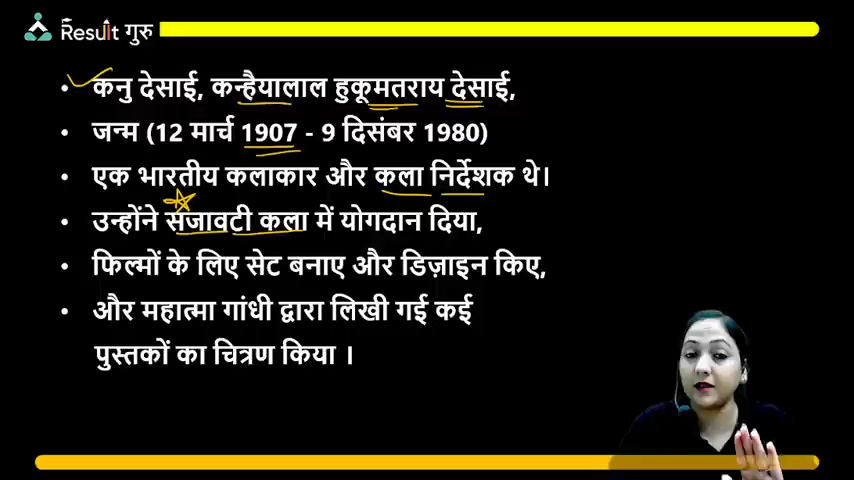 Result गुरु
• कनु देसाई, कन्हैयालाल हुकूमतराय देसाई,
• जन्म (12 मार्च 1907 - 9 दिसंबर 1980)
• एक भारतीय कलाकार और कला निर्देशक थे।
• उन्होंने सजावटी कला में योगदान दिया,
• फिल्मों के लिए सेट बनाए और डिज़ाइन किए,
• और महात्मा गांधी द्वारा लिखी गई कई
पुस्तकों का चित्रण किया ।